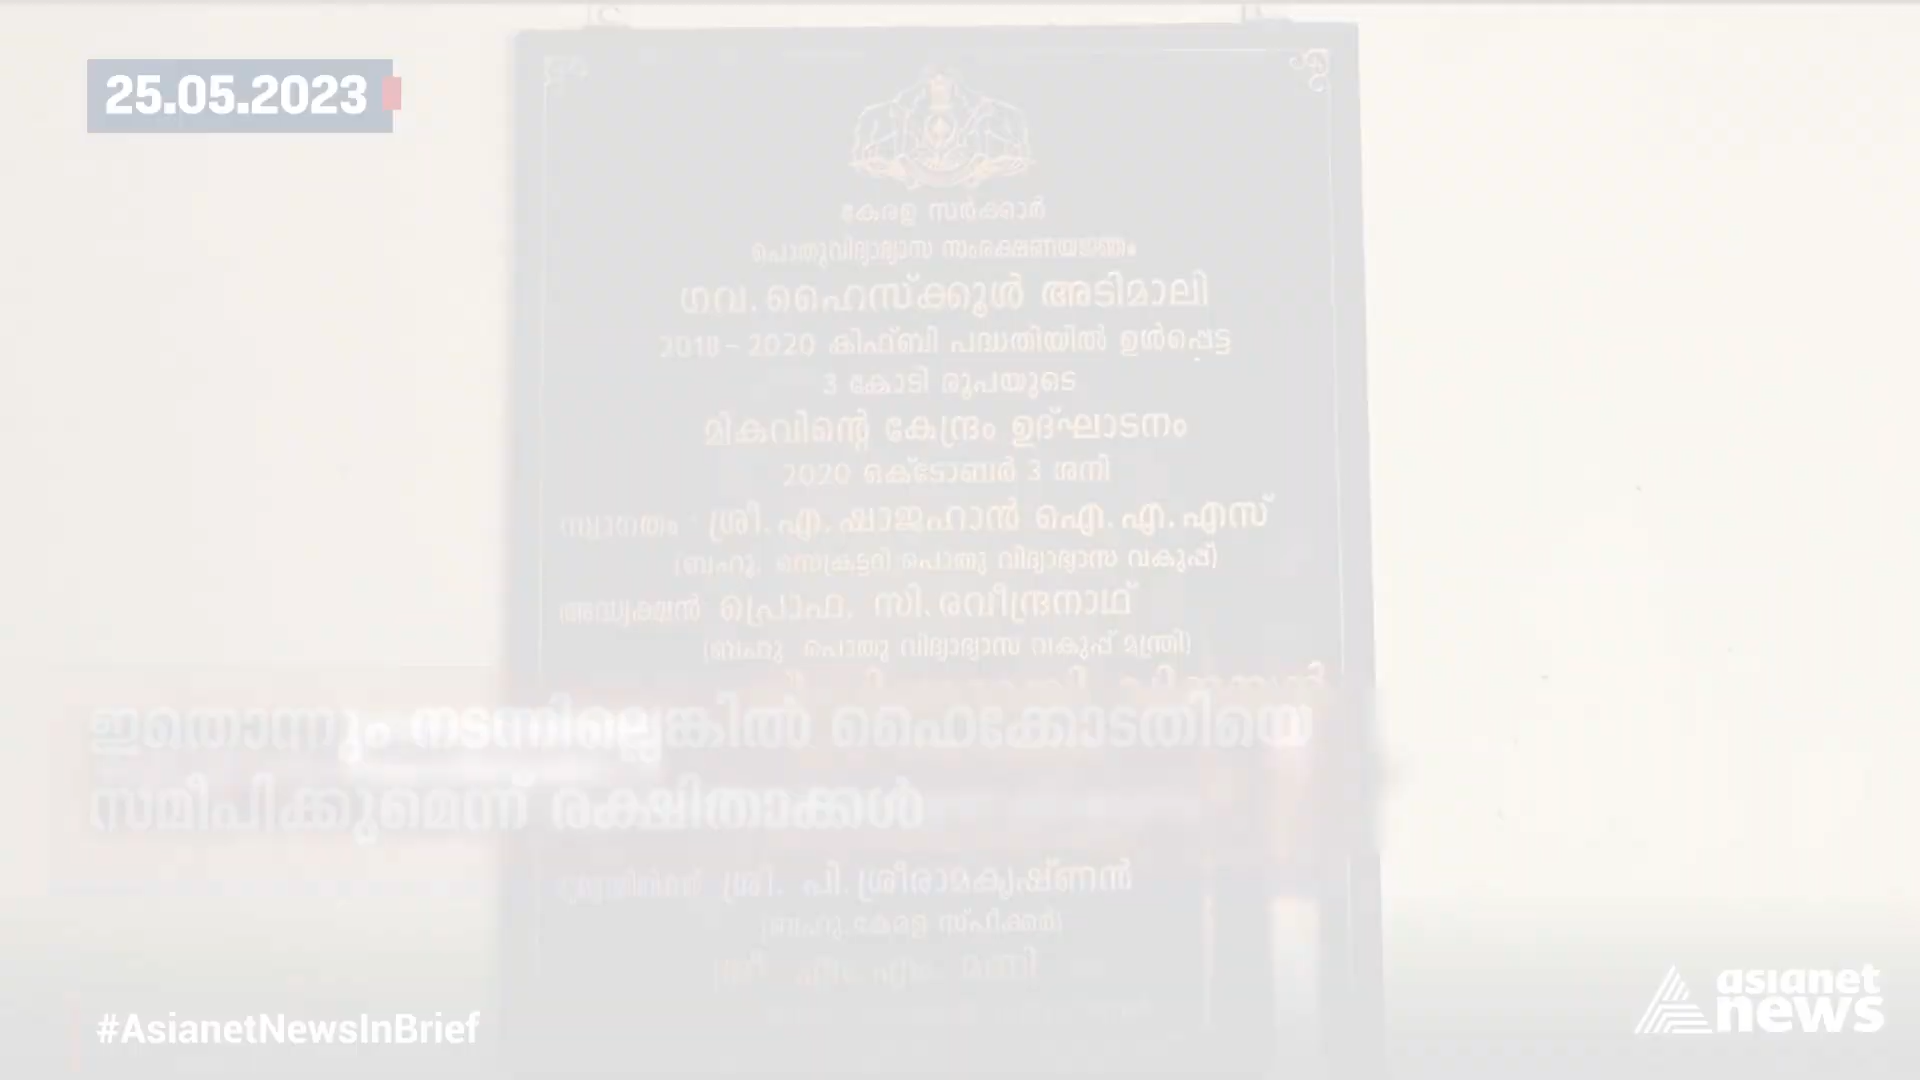 25.05.2023
കേരള സർക്കാർ
പൊതുവിദ്യാഭ്യാസ സംരക്ഷണയജ്ഞം
ഗവ. ഹൈസ്ക്കൂൾ അടിമാലി
2018 – 2020 കിഫ്ബി പദ്ധതിയിൽ ഉൾപ്പെട്ട
3 കോടി രൂപയുടെ
മികവിന്റെ കേന്ദ്രം ഉദ്ഘാടനം
2020 ഒക്ടോബർ 3 ശനി
സ്വാഗതം : ശ്രീ. എ. ഷാജഹാൻ ഐ. എ. എസ്
(ബഹു. സെക്രട്ടറി പൊതു വിദ്യാഭ്യാസ വകുപ്പ്)
അദ്ധ്യക്ഷൻ പ്രൊഫ. സി. രവീന്ദ്രനാഥ്
(ബഹു പൊതു വിദ്യാഭ്യാസ വകുപ്പ് മന്ത്രി)
ഇതൊന്നും നടന്നില്ലെങ്കിൽ ഹൈക്കോടതിയെ
സമീപിക്കുമെന്ന് രക്ഷിതാക്കൾ
ശ്രീ. പി. ശ്രീരാമകൃഷ്ണൻ
(ബഹു. കേരള സ്പീക്കർ)
ശ്രീ. എം. എം. മണി
#AsianetNewsInBrief
asianet
news